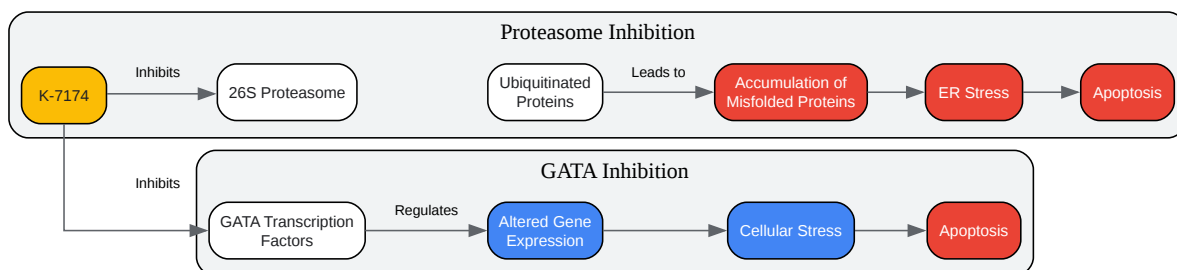 Proteasome Inhibition
K-7174
Inhibits
26S Proteasome
Ubiquitinated
Proteins
Leads to
Accumulation of
Misfolded Proteins
ER Stress
Apoptosis
GATA Inhibition
Inhibits
GATA Transcription
Factors
Regulates
Altered Gene
Expression
Cellular Stress
Apoptosis